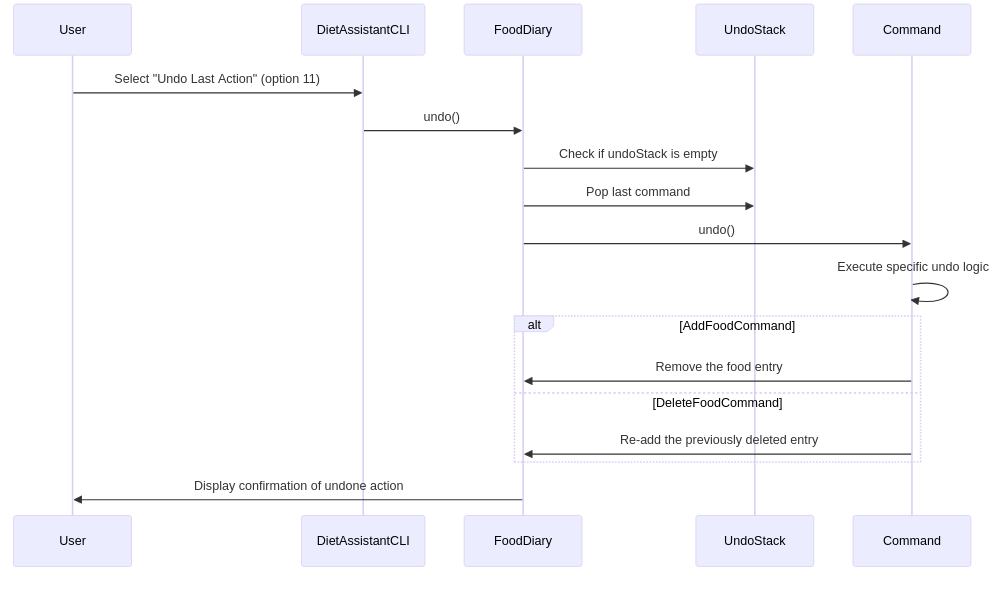 User
DietAssistantCLI
FoodDiary
UndoStack
Command
Select "Undo Last Action" (option 11)
undo()
Check if undoStack is empty
Pop last command
undo()
Execute specific undo logic
alt
[AddFoodCommand]
Remove the food entry
[DeleteFoodCommand]
Re-add the previously deleted entry
Display confirmation of undone action
User
DietAssistantCLI
FoodDiary
UndoStack
Command